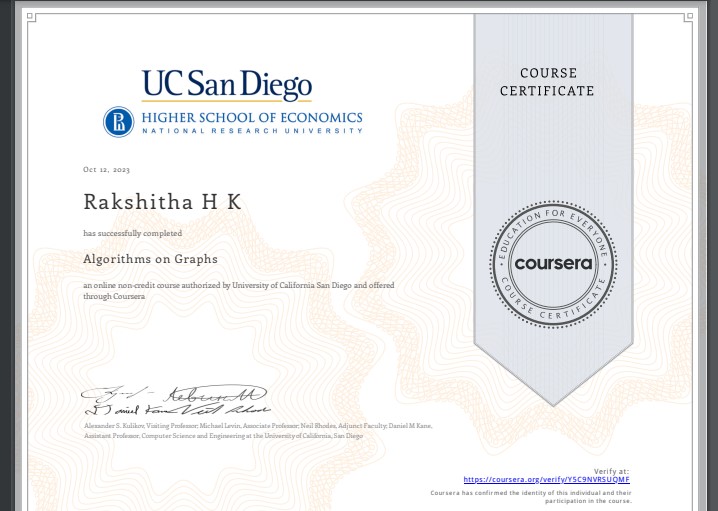 UC San Diego
HIGHER SCHOOL OF ECONOMICS
NATIONAL RESEARCH UNIVERSITY
COURSE
CERTIFICATE
Oct 12, 2023
Rakshitha H K
has successfully completed
Algorithms on Graphs
an online non-credit course authorized by University of California San Diego and offered
through Coursera
EDUCATION FOR EVERYONE
coursera
COURSE CERTIFICATE
Alexander S. Kulikov, Visiting Professor; Michael Levin, Associate Professor; Neil Rhodes, Adjunct Faculty; Daniel M Kane,
Assistant Professor, Computer Science and Engineering at the University of California, San Diego
Verify at:
https://coursera.org/verify/Y5C9NVRSUQMF
Coursera has confirmed the identity of this individual and their
participation in the course.